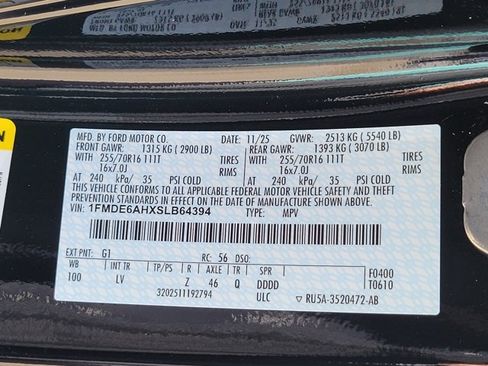 MFD. BY FORD MOTOR CO. 11/25 GVWR: 2513 KG ( 5540 LB)
FRONT GAWR: 1315 KG ( 2900 LB) REAR GAWR: 1393 KG ( 3070 LB)
WITH 255/70R16 111T TIRES WITH 255/70R16 111T TIRES
16x7.0J RIMS 16x7.0J RIMS
AT 240 kPa/ 35 PSI COLD AT 240 kPa/ 35 PSI COLD
THIS VEHICLE CONFORMS TO ALL APPLICABLE FEDERAL MOTOR VEHICLE SAFETY AND THEFT
PREVENTION STANDARDS IN EFFECT ON THE DATE OF MANUFACTURE SHOWN ABOVE.
VIN: 1FMDE6AHXSLB64394 TYPE: MPV
EXT PNT: G1 RC: 56 DSO:
WB INT TR TP/PS R AXLE TR SPR F0400
100 LV Z 46 Q DDDD T0610
3202511192794 ULC ▽ RU5A-3520472-AB